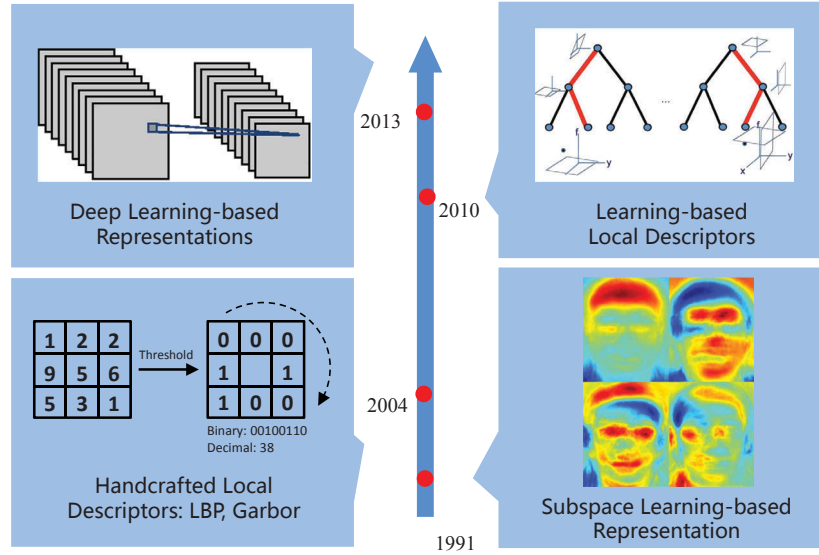 Deep Learning-based
Representations
2013
2010
...
f
y
f
x
y
Learning-based
Local Descriptors
1 2 2
9 5 6
5 3 1
Threshold
0 0 0
1 1
1 0 0
Binary: 00100110
Decimal: 38
Handcrafted Local
Descriptors: LBP, Garbor
2004
1991
Subspace Learning-based
Representation